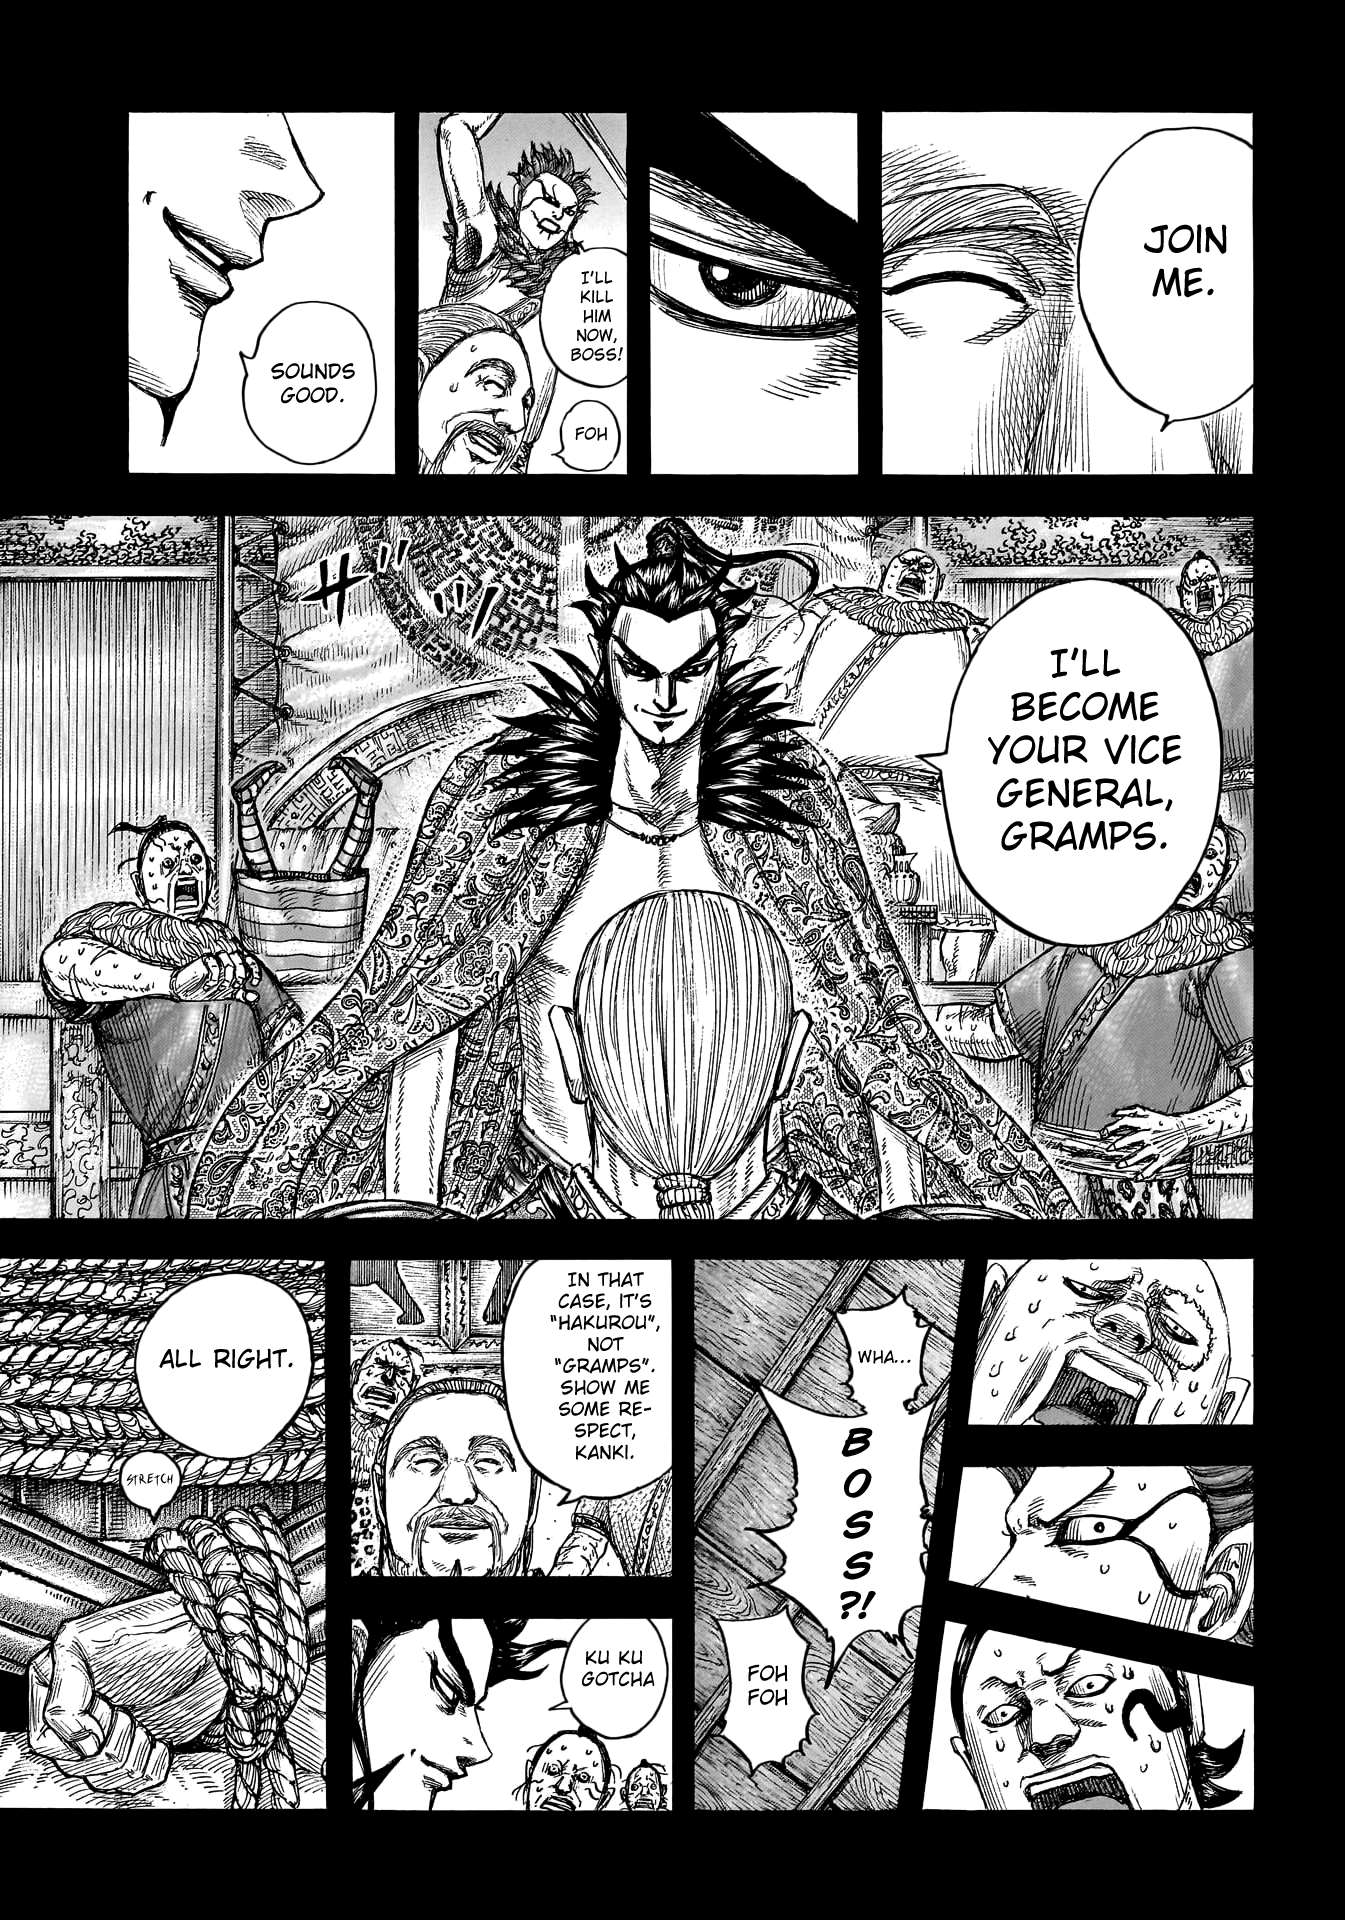 JOIN
ME.
I'LL
KILL
HIM
NOW,
BOSS!
FOH
SOUNDS
GOOD.
ザッ
I'LL
BECOME
YOUR VICE
GENERAL,
GRAMPS.
WHA...
BOSS?!
FOH
FOH
IN THAT
CASE, IT'S
"HAKUROU",
NOT
"GRAMPS".
SHOW ME
SOME RE-
SPECT,
KANKI.
KU KU
GOTCHA
ALL RIGHT.
STRETCH